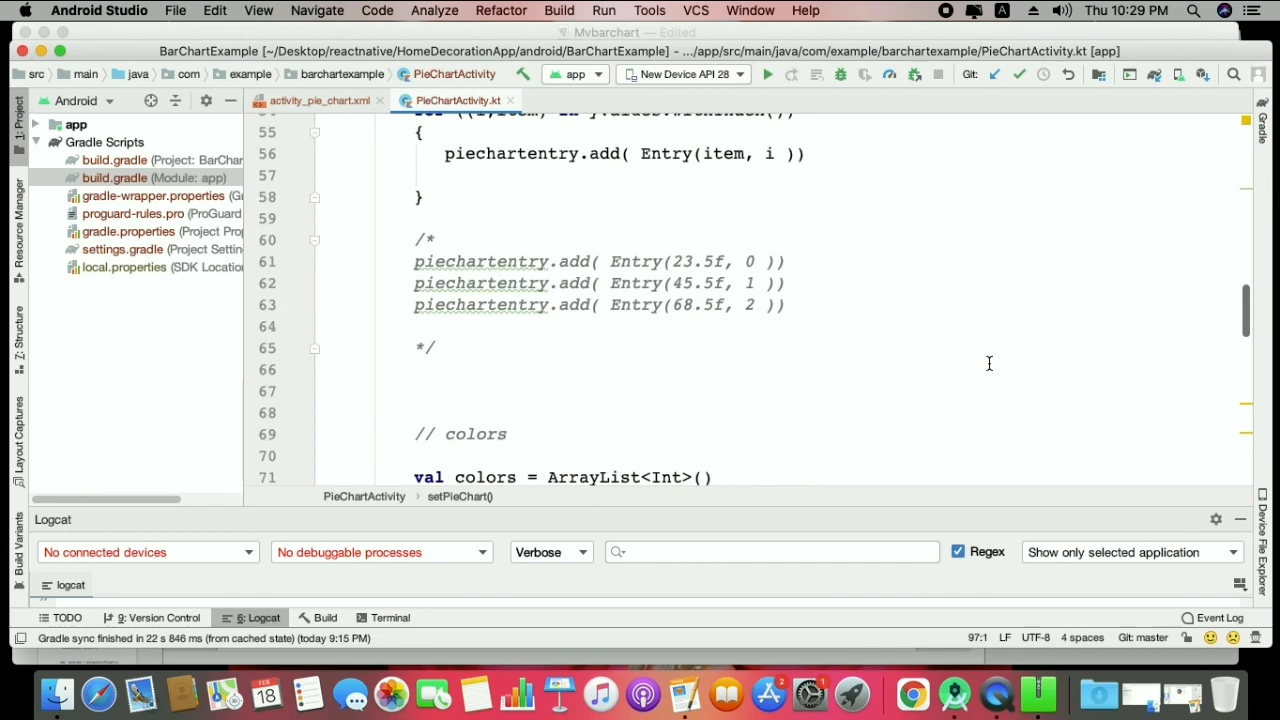 Android Studio File Edit View Navigate Code Analyze Refactor Build Run Tools VCS Window Help A Thu 10:29 PM
Mvbarchart — Edited
BarChartExample [~/Desktop/reactnative/HomeDecorationApp/android/BarChartExample] - .../app/src/main/java/com/example/barchartexample/PieChartActivity.kt [app]
src main java com example barchartexample PieChartActivity app New Device API 28 Git:
Android activity_pie_chart.xml PieChartActivity.kt
1: Project
Resource Manager
7: Structure
Layout Captures
Build Variants
app
Gradle Scripts
build.gradle (Project: BarChar
build.gradle (Module: app)
gradle-wrapper.properties (Gr
proguard-rules.pro (ProGuard
gradle.properties (Project Prop
settings.gradle (Project Settin
local.properties (SDK Locatio
55 {
56 piechartentry.add( Entry(item, i ))
57
58 }
59
60 /*
61 piechartentry.add( Entry(23.5f, 0 ))
62 piechartentry.add( Entry(45.5f, 1 ))
63 piechartentry.add( Entry(68.5f, 2 ))
64
65 */
66
67
68
69 // colors
70
71 val colors = ArrayList<Int>()
PieChartActivity › setPieChart()
Gradle
Device File Explorer
Logcat
No connected devices No debuggable processes Verbose Regex Show only selected application
logcat
TODO 9: Version Control 6: Logcat Build Terminal Event Log
Gradle sync finished in 22 s 846 ms (from cached state) (today 9:15 PM) 97:1 LF UTF-8 4 spaces Git: master
FEB
18
2
1